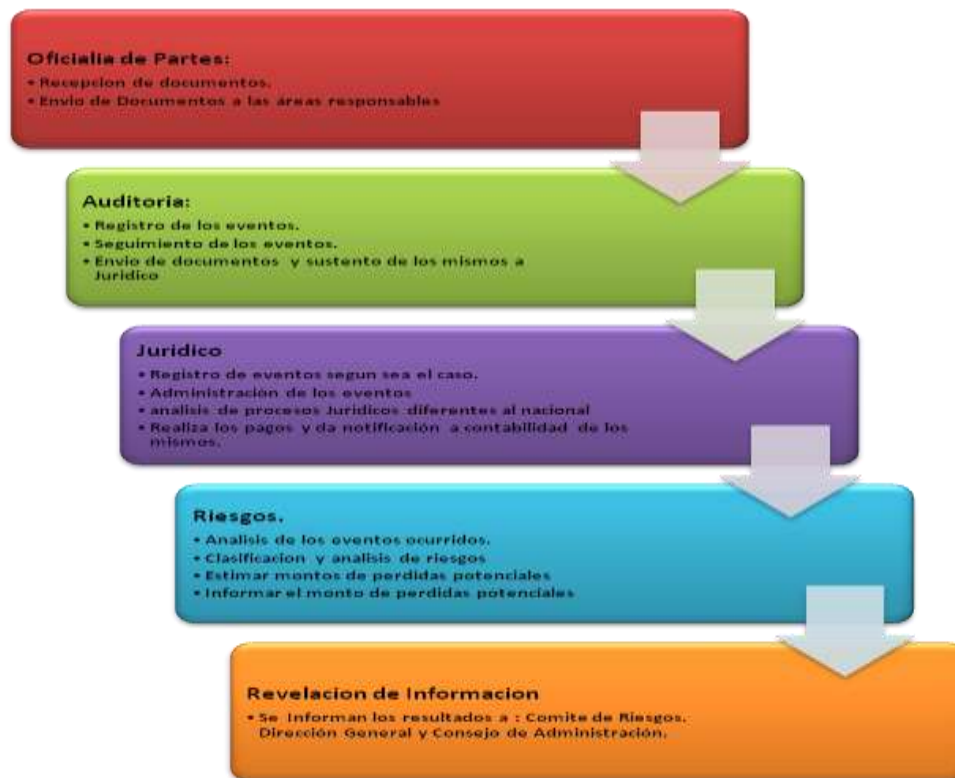 Oficialia de Partes:
• Recepcion de documentos.
• Envio de Documentos a las áreas responsables
Auditoria:
• Registro de los eventos.
• Seguimiento de los eventos.
• Envio de documentos y sustento de los mismos a
Juridico
Juridico
• Registro de eventos segun sea el caso.
• Administración de los eventos
• analisis de procesos Juridicos diferentes al nacional
• Realiza los pagos y da notificación a contabilidad de los
mismos.
Riesgos.
• Analisis de los eventos ocurridos.
• Clasificacion y analisis de riesgos
• Estimar montos de perdidas potenciales
• Informar el monto de perdidas potenciales
Revelacion de Informacion
• Se Informan los resultados a : Comite de Riesgos.
Dirección General y Consejo de Administración.